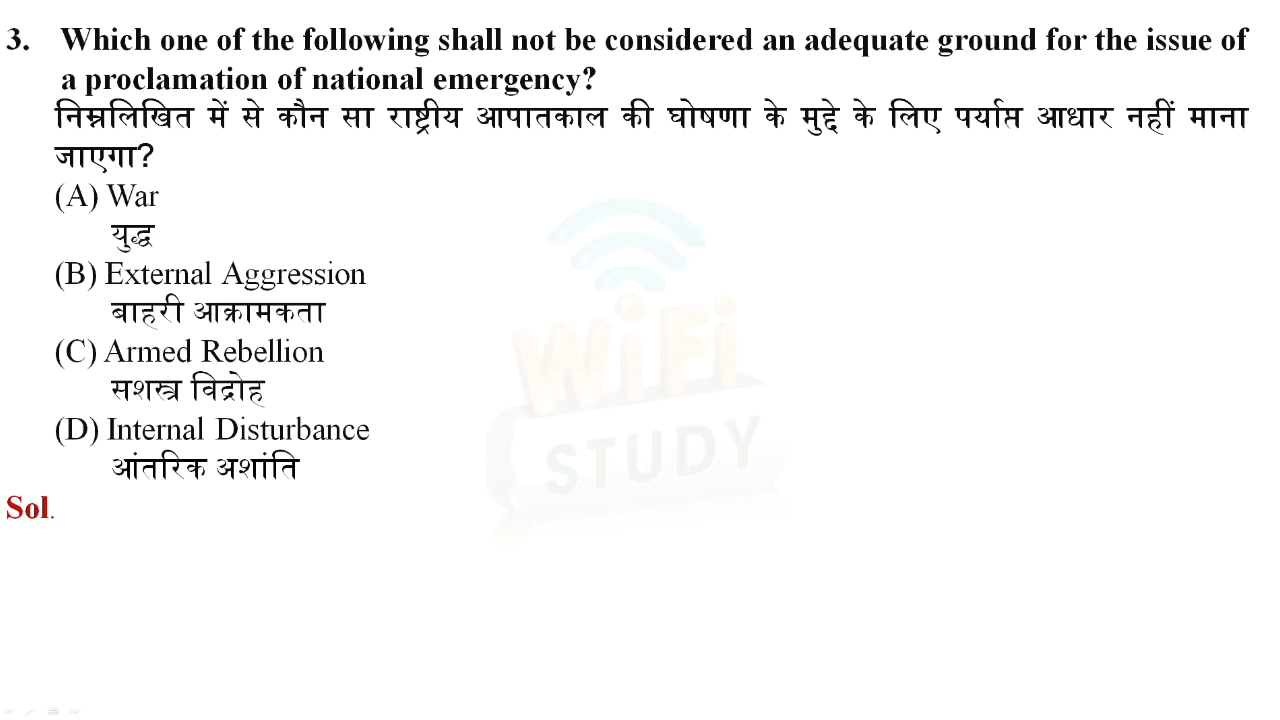 3. Which one of the following shall not be considered an adequate ground for the issue of
a proclamation of national emergency?
निम्नलिखित में से कौन सा राष्ट्रीय आपातकाल की घोषणा के मुद्दे के लिए पर्याप्त आधार नहीं माना
जाएगा?
(A) War
युद्ध
(B) External Aggression
बाहरी आक्रामकता
(C) Armed Rebellion
सशस्त्र विद्रोह
(D) Internal Disturbance
आंतरिक अशांति
Sol.
WiFi
STUDY